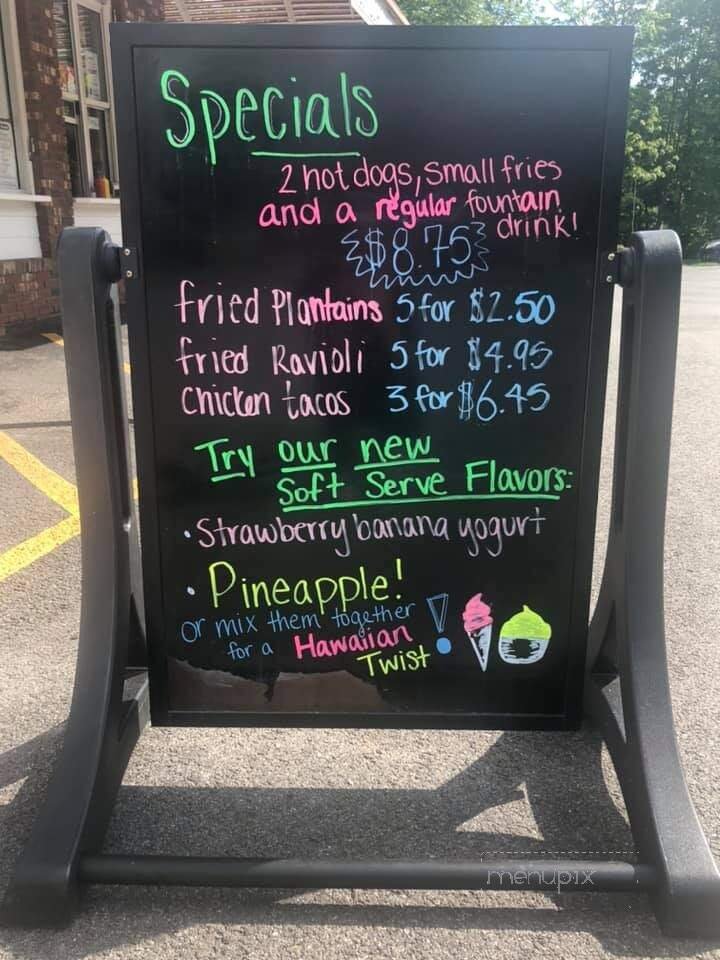 Specials
2 hot dogs, small fries
and a regular fountain
drink!
$8.75
fried Plantains 5 for $2.50
fried Ravioli 5 for $4.95
Chicken tacos 3 for $6.45
Try our new
Soft Serve Flavors:
• Strawberry banana yogurt
• Pineapple!
or mix them together
for a Hawaiian
Twist!
menupix